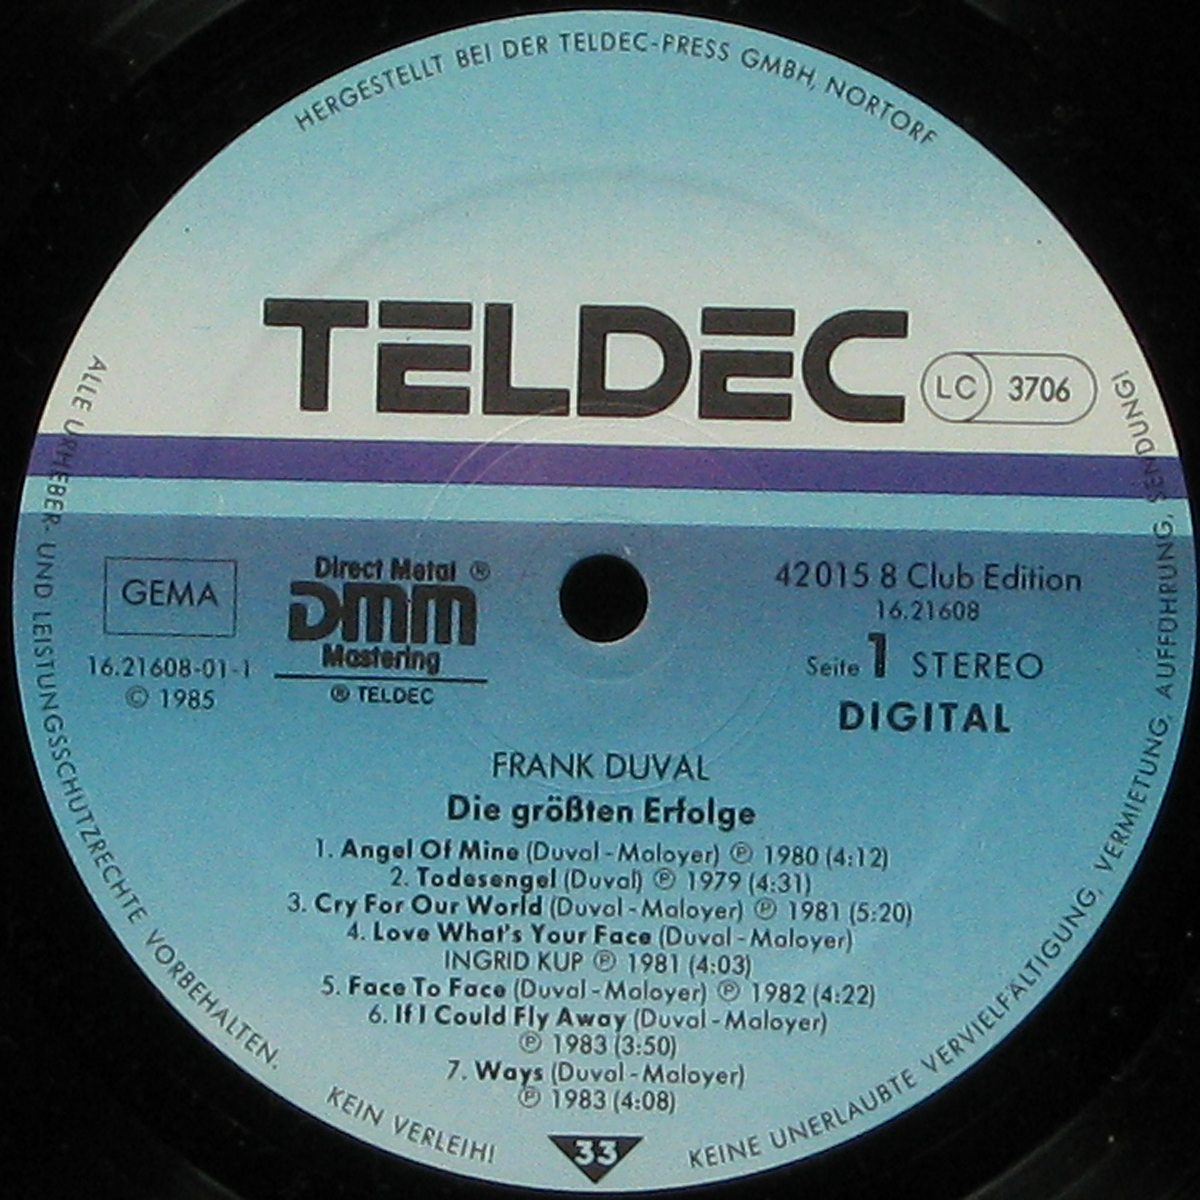 HERGESTELLT BEI DER TELDEC-PRESS GMBH, NORTORF
TELDEC
LC 3706
GEMA
16.21608-01-1
© 1985
Direct Metal ®
DMM
Mastering
® TELDEC
42015 8 Club Edition
16.21608
Seite 1 STEREO
DIGITAL
FRANK DUVAL
Die größten Erfolge
1. Angel Of Mine (Duval - Maloyer) ℗ 1980 (4:12)
2. Todesengel (Duval) ℗ 1979 (4:31)
3. Cry For Our World (Duval - Maloyer) ℗ 1981 (5:20)
4. Love What's Your Face (Duval - Maloyer)
INGRID KUP ℗ 1981 (4:03)
5. Face To Face (Duval - Maloyer) ℗ 1982 (4:22)
6. If I Could Fly Away (Duval - Maloyer)
℗ 1983 (3:50)
7. Ways (Duval - Maloyer)
℗ 1983 (4:08)
33
ALLE URHEBER- UND LEISTUNGSSCHUTZRECHTE VORBEHALTEN. KEIN VERLEIH! KEINE UNERLAUBTE VERVIELFÄLTIGUNG, VERMIETUNG, AUFFÜHRUNG, SENDUNG!